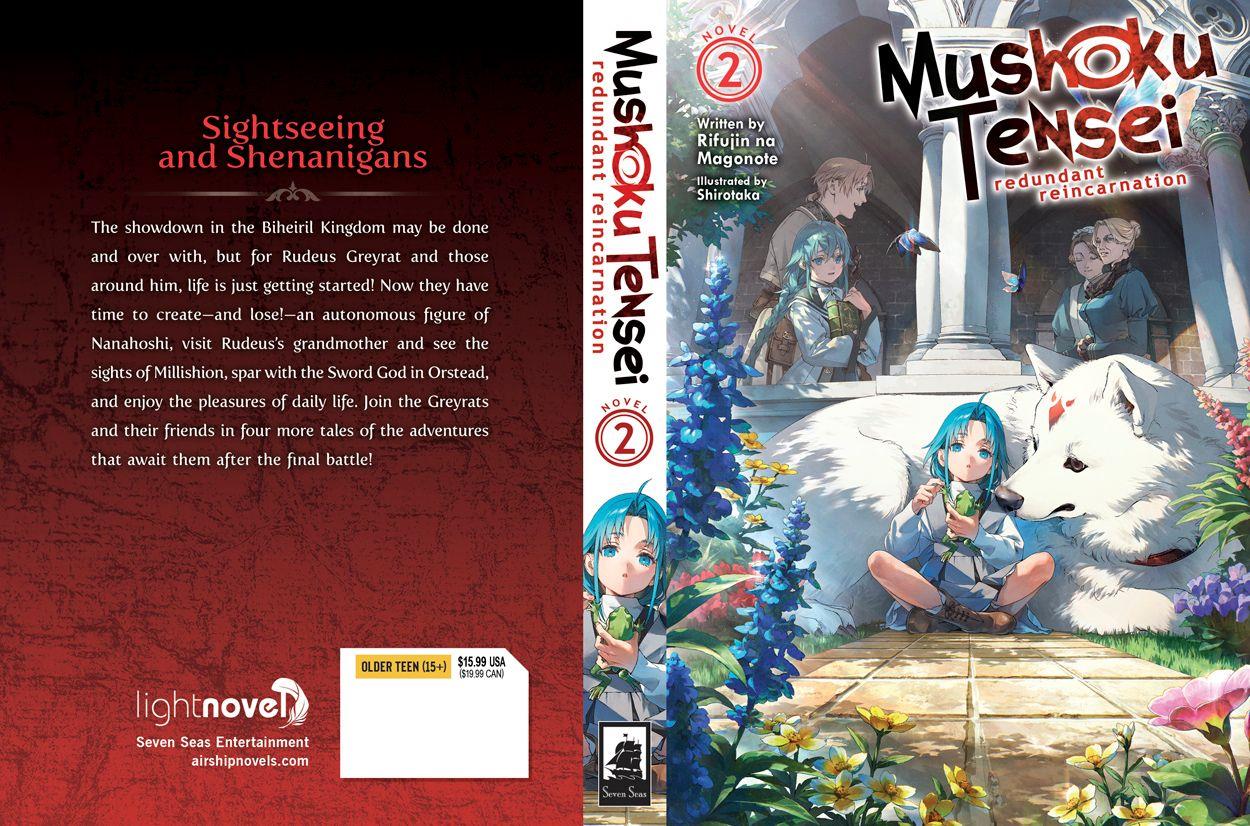 Sightseeing
and Shenanigans
The showdown in the Biheiril Kingdom may be done
and over with, but for Rudeus Greyrat and those
around him, life is just getting started! Now they have
time to create—and lose!—an autonomous figure of
Nanahoshi, visit Rudeus's grandmother and see the
sights of Millishion, spar with the Sword God in Orstead,
and enjoy the pleasures of daily life. Join the Greyrats
and their friends in four more tales of the adventures
that await them after the final battle!
lightnovel
Seven Seas Entertainment
airshipnovels.com
OLDER TEEN (15+)
$15.99 USA
($19.99 CAN)
Mushoku Tensei
redundant reincarnation
NOVEL
2
Seven Seas
NOVEL
2
Written by
Rifujin na
Magonote
Illustrated by
Shirotaka
Mushoku
Tensei
redundant
reincarnation